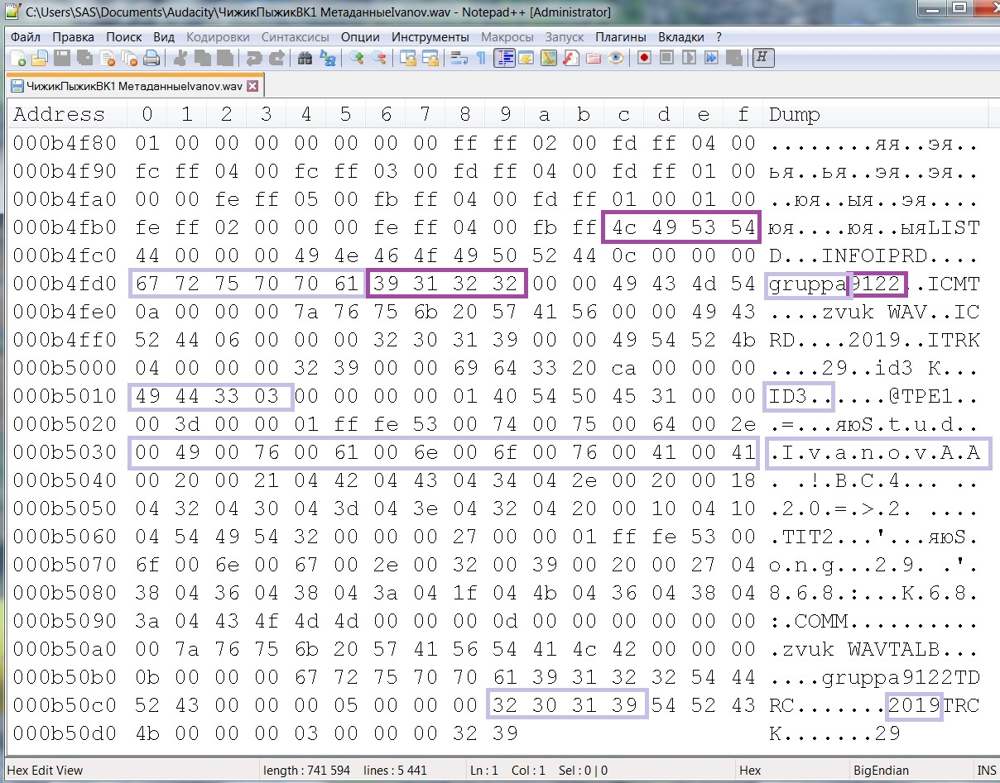 C:\Users\SAS\Documents\Audacity\ЧижикПыжикВК1 МетаданныеIvanov.wav - Notepad++ [Administrator]
Файл Правка Поиск Вид Кодировки Синтаксисы Опции Инструменты Макросы Запуск Плагины Вкладки ?
H
ЧижикПыжикВК1 МетаданныеIvanov.wav
Address 0 1 2 3 4 5 6 7 8 9 a b c d e f Dump
000b4f80 01 00 00 00 00 00 00 00 ff ff 02 00 fd ff 04 00 ........яя..эя..
000b4f90 fc ff 04 00 fc ff 03 00 fd ff 04 00 fd ff 01 00 ья..ья..эя..эя..
000b4fa0 00 00 fe ff 05 00 fb ff 04 00 fd ff 01 00 01 00 ..юя..ыя..эя....
000b4fb0 fe ff 02 00 00 00 fe ff 04 00 fb ff 4c 49 53 54 юя....юя..ыяLIST
000b4fc0 44 00 00 00 49 4e 46 4f 49 50 52 44 0c 00 00 00 D...INFOIPRD....
000b4fd0 67 72 75 70 70 61 39 31 32 32 00 00 49 43 4d 54 gruppa9122..ICMT
000b4fe0 0a 00 00 00 7a 76 75 6b 20 57 41 56 00 00 49 43 ....zvuk WAV..IC
000b4ff0 52 44 06 00 00 00 32 30 31 39 00 00 49 54 52 4b RD....2019..ITRK
000b5000 04 00 00 00 32 39 00 00 69 64 33 20 ca 00 00 00 ....29..id3 К...
000b5010 49 44 33 03 00 00 00 00 01 40 54 50 45 31 00 00 ID3......@TPE1..
000b5020 00 3d 00 00 01 ff fe 53 00 74 00 75 00 64 00 2e .=...яюS.t.u.d..
000b5030 00 49 00 76 00 61 00 6e 00 6f 00 76 00 41 00 41 .I.v.a.n.o.v.A.A
000b5040 00 20 00 21 04 42 04 43 04 34 04 2e 00 20 00 18 . .!.B.C.4... ..
000b5050 04 32 04 30 04 3d 04 3e 04 32 04 20 00 10 04 10 .2.0.=.>.2. ....
000b5060 04 54 49 54 32 00 00 00 27 00 00 01 ff fe 53 00 .TIT2...'...яюS.
000b5070 6f 00 6e 00 67 00 2e 00 32 00 39 00 20 00 27 04 o.n.g...2.9. .'.
000b5080 38 04 36 04 38 04 3a 04 1f 04 4b 04 36 04 38 04 8.6.8.:...K.6.8.
000b5090 3a 04 43 4f 4d 4d 00 00 00 0d 00 00 00 00 00 00 :.COMM..........
000b50a0 00 7a 76 75 6b 20 57 41 56 54 41 4c 42 00 00 00 .zvuk WAVTALB...
000b50b0 0b 00 00 00 67 72 75 70 70 61 39 31 32 32 54 44 ....gruppa9122TD
000b50c0 52 43 00 00 00 05 00 00 00 32 30 31 39 54 52 43 RC.......2019TRC
000b50d0 4b 00 00 00 03 00 00 00 32 39 K.......29
Hex Edit View length : 741 594 lines : 5 441 Ln : 1 Col : 1 Sel : 0 | 0 Hex BigEndian INS